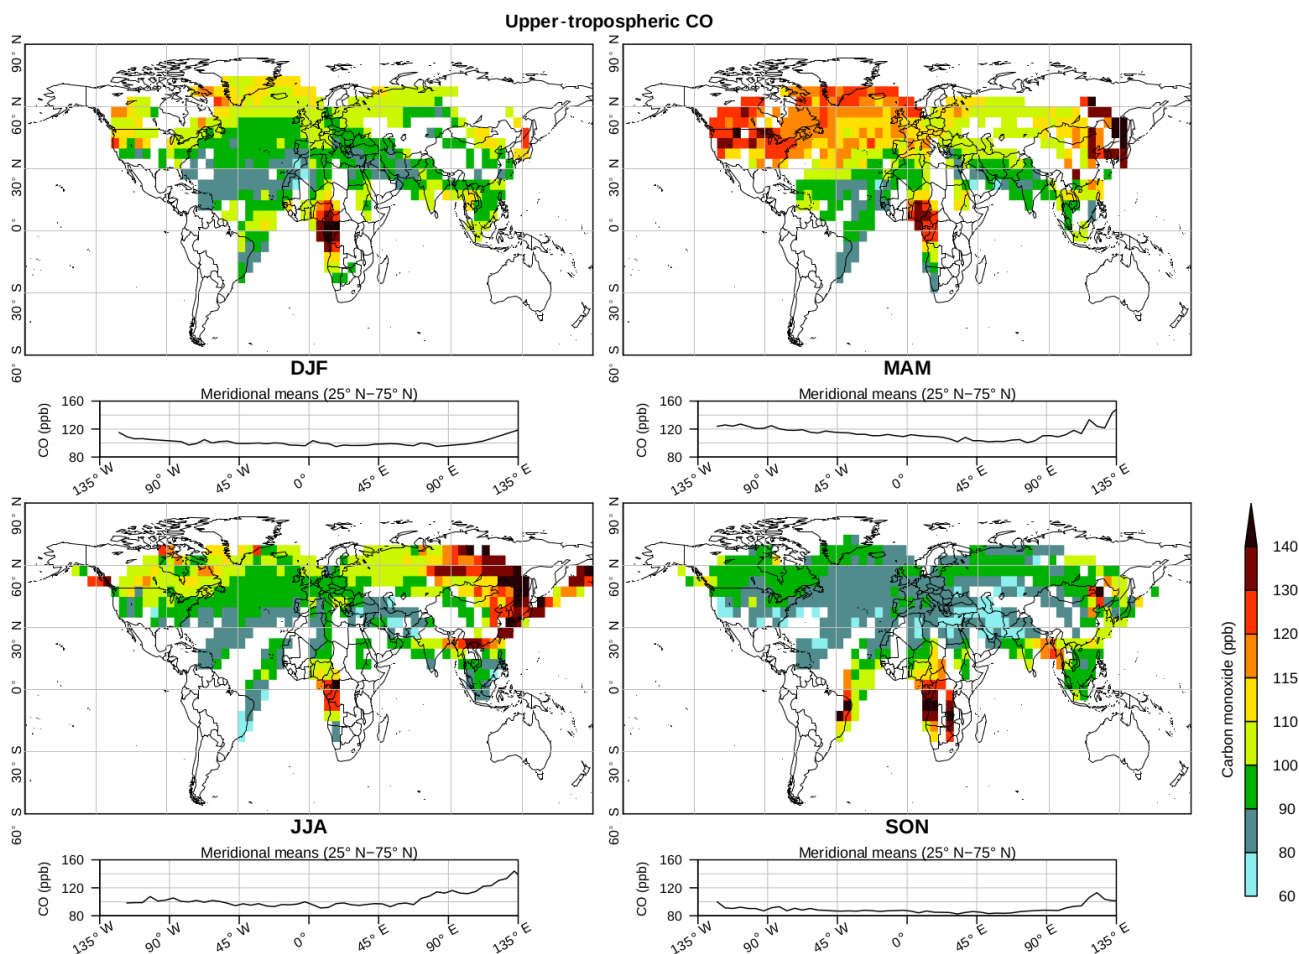 Upper-tropospheric CO
90° N
60° N
30° N
0°
30° S
60° S
90° N
60° N
30° N
0°
30° S
60° S
DJF
MAM
Meridional means (25° N−75° N)
Meridional means (25° N−75° N)
CO (ppb)
160
120
80
135° W
90° W
45° W
0°
45° E
90° E
135° E
CO (ppb)
160
120
80
135° W
90° W
45° W
0°
45° E
90° E
135° E
90° N
60° N
30° N
0°
30° S
60° S
90° N
60° N
30° N
0°
30° S
60° S
Carbon monoxide (ppb)
140
130
120
115
110
100
90
80
60
JJA
SON
Meridional means (25° N−75° N)
Meridional means (25° N−75° N)
CO (ppb)
160
120
80
135° W
90° W
45° W
0°
45° E
90° E
135° E
CO (ppb)
160
120
80
135° W
90° W
45° W
0°
45° E
90° E
135° E